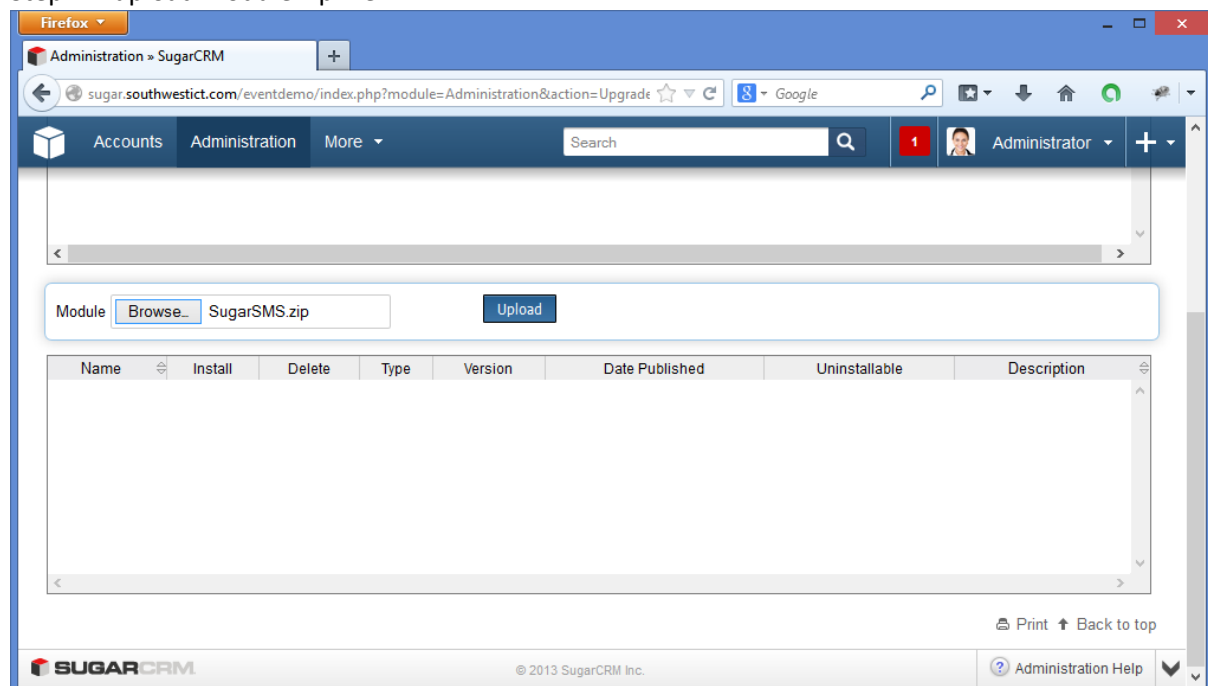 Firefox
Administration » SugarCRM
+
sugar.southwestict.com/eventdemo/index.php?module=Administration&action=Upgrade
8 Google
Accounts Administration More Search 1 Administrator +
Module Browse... SugarSMS.zip Upload
Name Install Delete Type Version Date Published Uninstallable Description
Print Back to top
SUGARCRM. © 2013 SugarCRM Inc. ? Administration Help